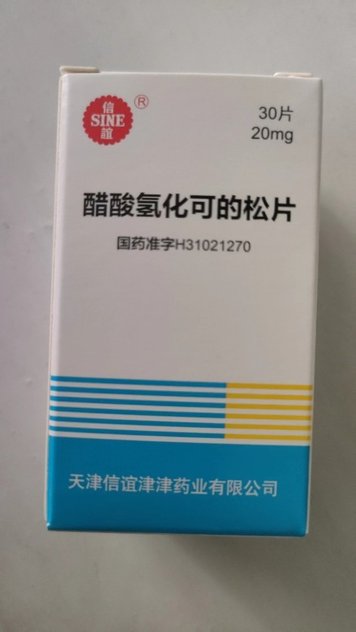 信
SINE
誼
®
30片
20mg
醋酸氢化可的松片
国药准字H31021270
天津信谊津津药业有限公司